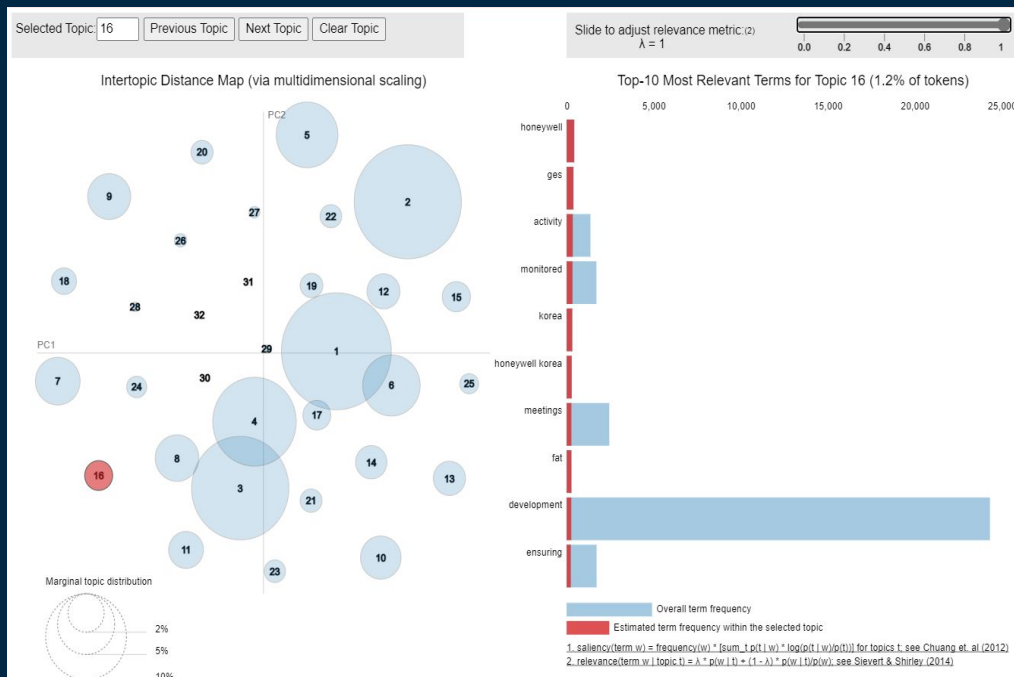 Selected Topic: 16 Previous Topic Next Topic Clear Topic
Slide to adjust relevance metric:(2)
λ = 1
0.0 0.2 0.4 0.6 0.8 1
Intertopic Distance Map (via multidimensional scaling)
PC2
PC1
5
20
2
9
27
22
26
18
31
19
12
15
28
32
29
1
30
7
24
6
25
17
4
8
14
16
13
3
21
11
10
23
Marginal topic distribution
2%
5%
10%
Top-10 Most Relevant Terms for Topic 16 (1.2% of tokens)
0 5,000 10,000 15,000 20,000 25,000
honeywell
ges
activity
monitored
korea
honeywell korea
meetings
fat
development
ensuring
Overall term frequency
Estimated term frequency within the selected topic
1. saliency(term w) = frequency(w) * [sum_t p(t | w) * log(p(t | w)/p(t))] for topics t; see Chuang et. al (2012)
2. relevance(term w | topic t) = λ * p(w | t) + (1 - λ) * p(w | t)/p(w); see Sievert & Shirley (2014)